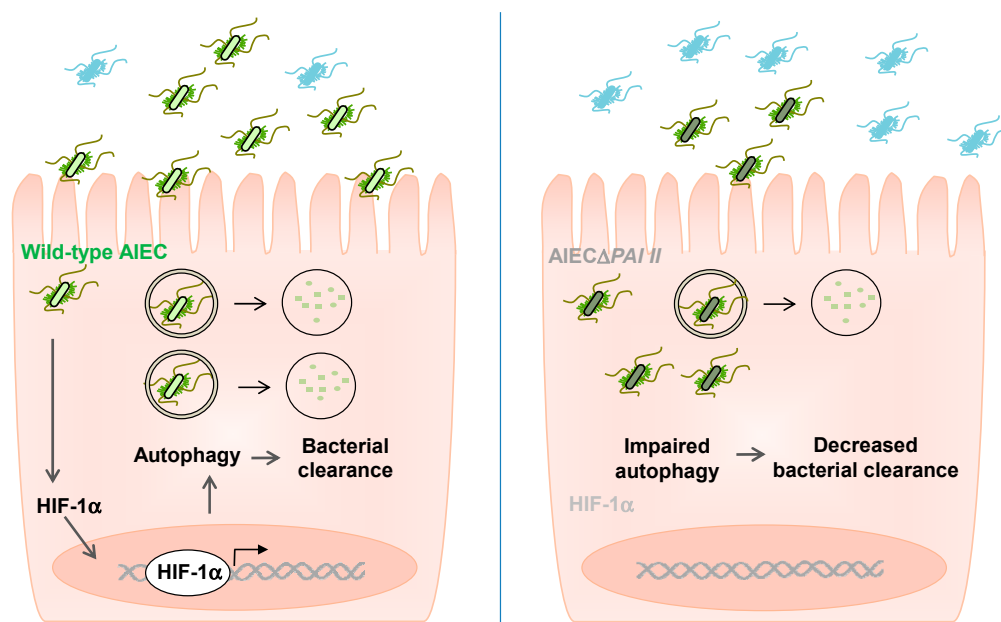 Wild-type AIEC
Autophagy
Bacterial
clearance
HIF-1α
HIF-1α
AIECΔPAI II
Impaired
autophagy
Decreased
bacterial clearance
HIF-1α